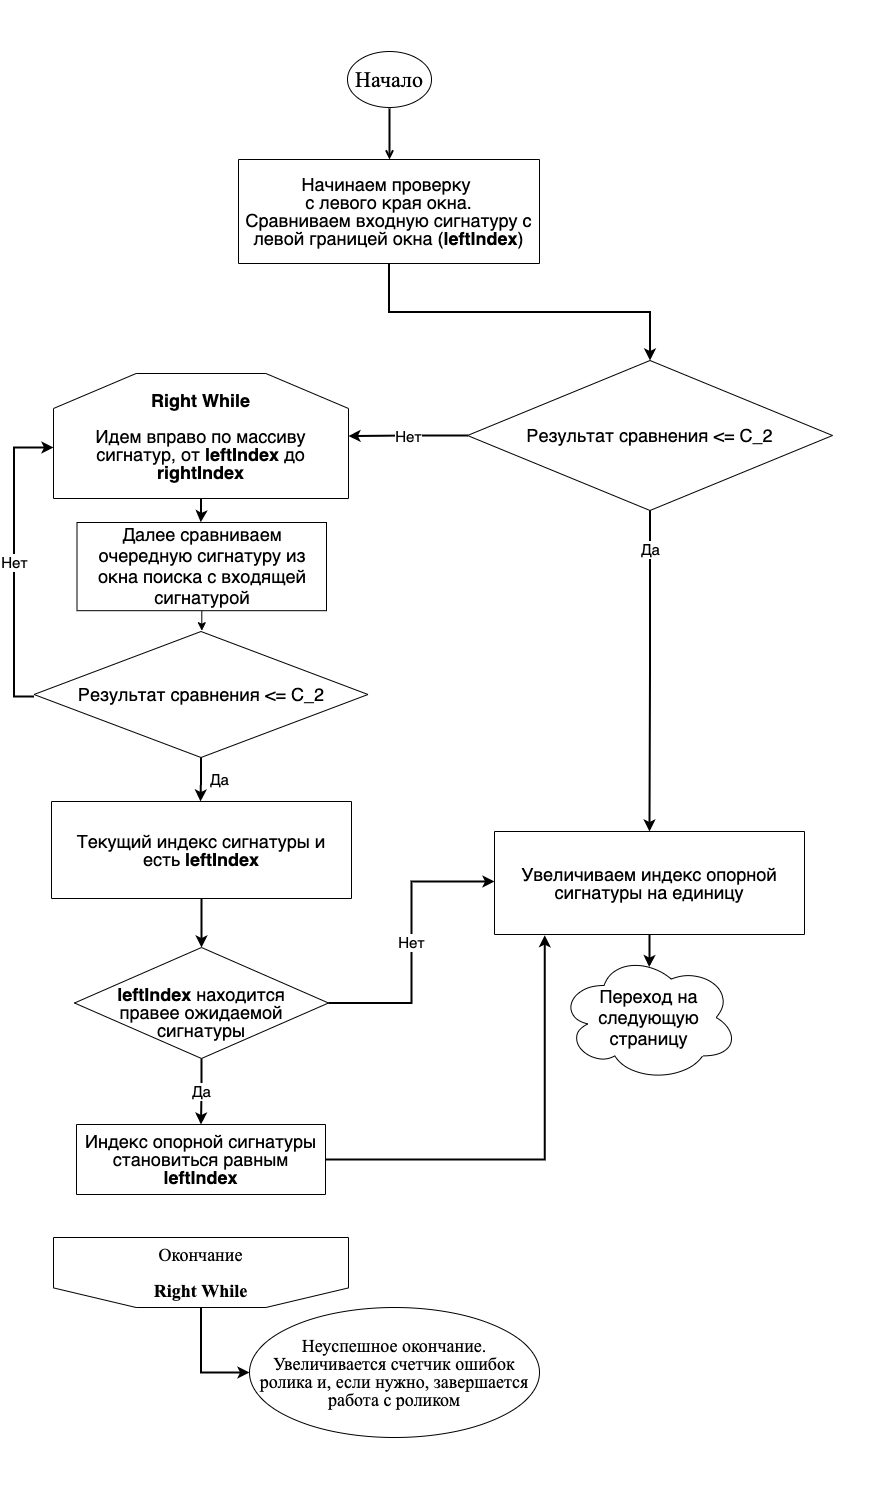 Начало
Начинаем проверку
с левого края окна.
Сравниваем входную сигнатуру с
левой границей окна (leftIndex)
Right While
Идем вправо по массиву
сигнатур, от leftIndex до
rightIndex
Нет
Результат сравнения <= C_2
Далее сравниваем
очередную сигнатуру из
окна поиска с входящей
сигнатурой
Нет
Да
Результат сравнения <= C_2
Да
Текущий индекс сигнатуры и
есть leftIndex
Увеличиваем индекс опорной
сигнатуры на единицу
Нет
leftIndex находится
правее ожидаемой
сигнатуры
Переход на
следующую
страницу
Да
Индекс опорной сигнатуры
становиться равным
leftIndex
Окончание
Right While
Неуспешное окончание.
Увеличивается счетчик ошибок
ролика и, если нужно, завершается
работа с роликом